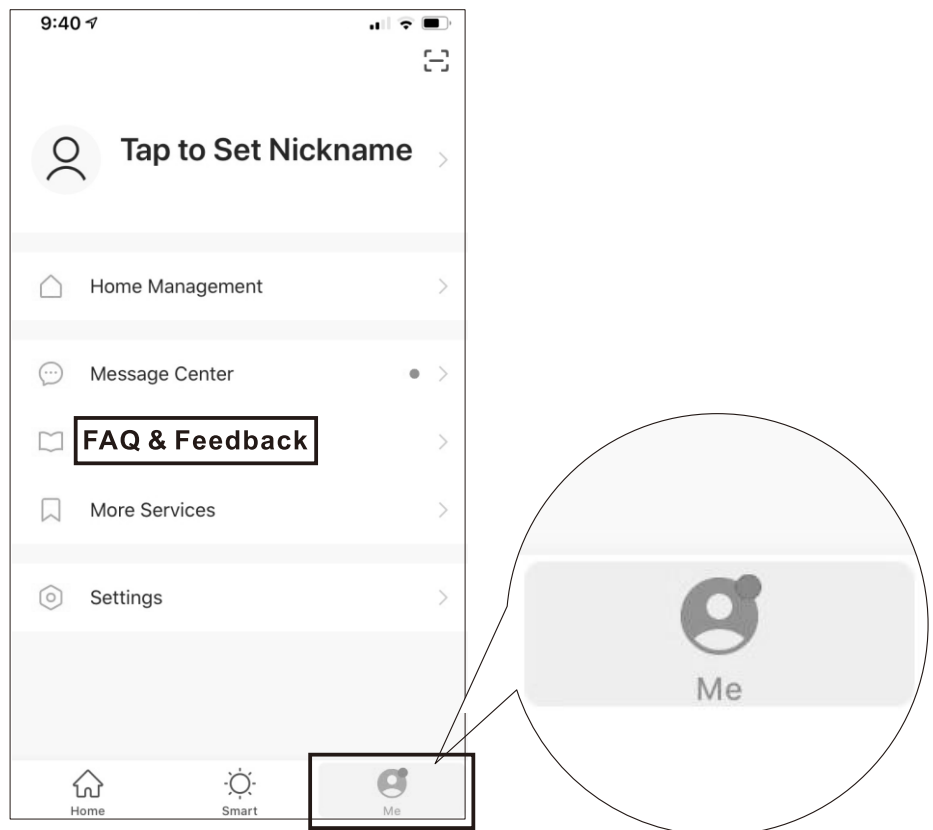 9:40
Tap to Set Nickname
Home Management
Message Center
FAQ & Feedback
More Services
Settings
Me
Home Smart Me